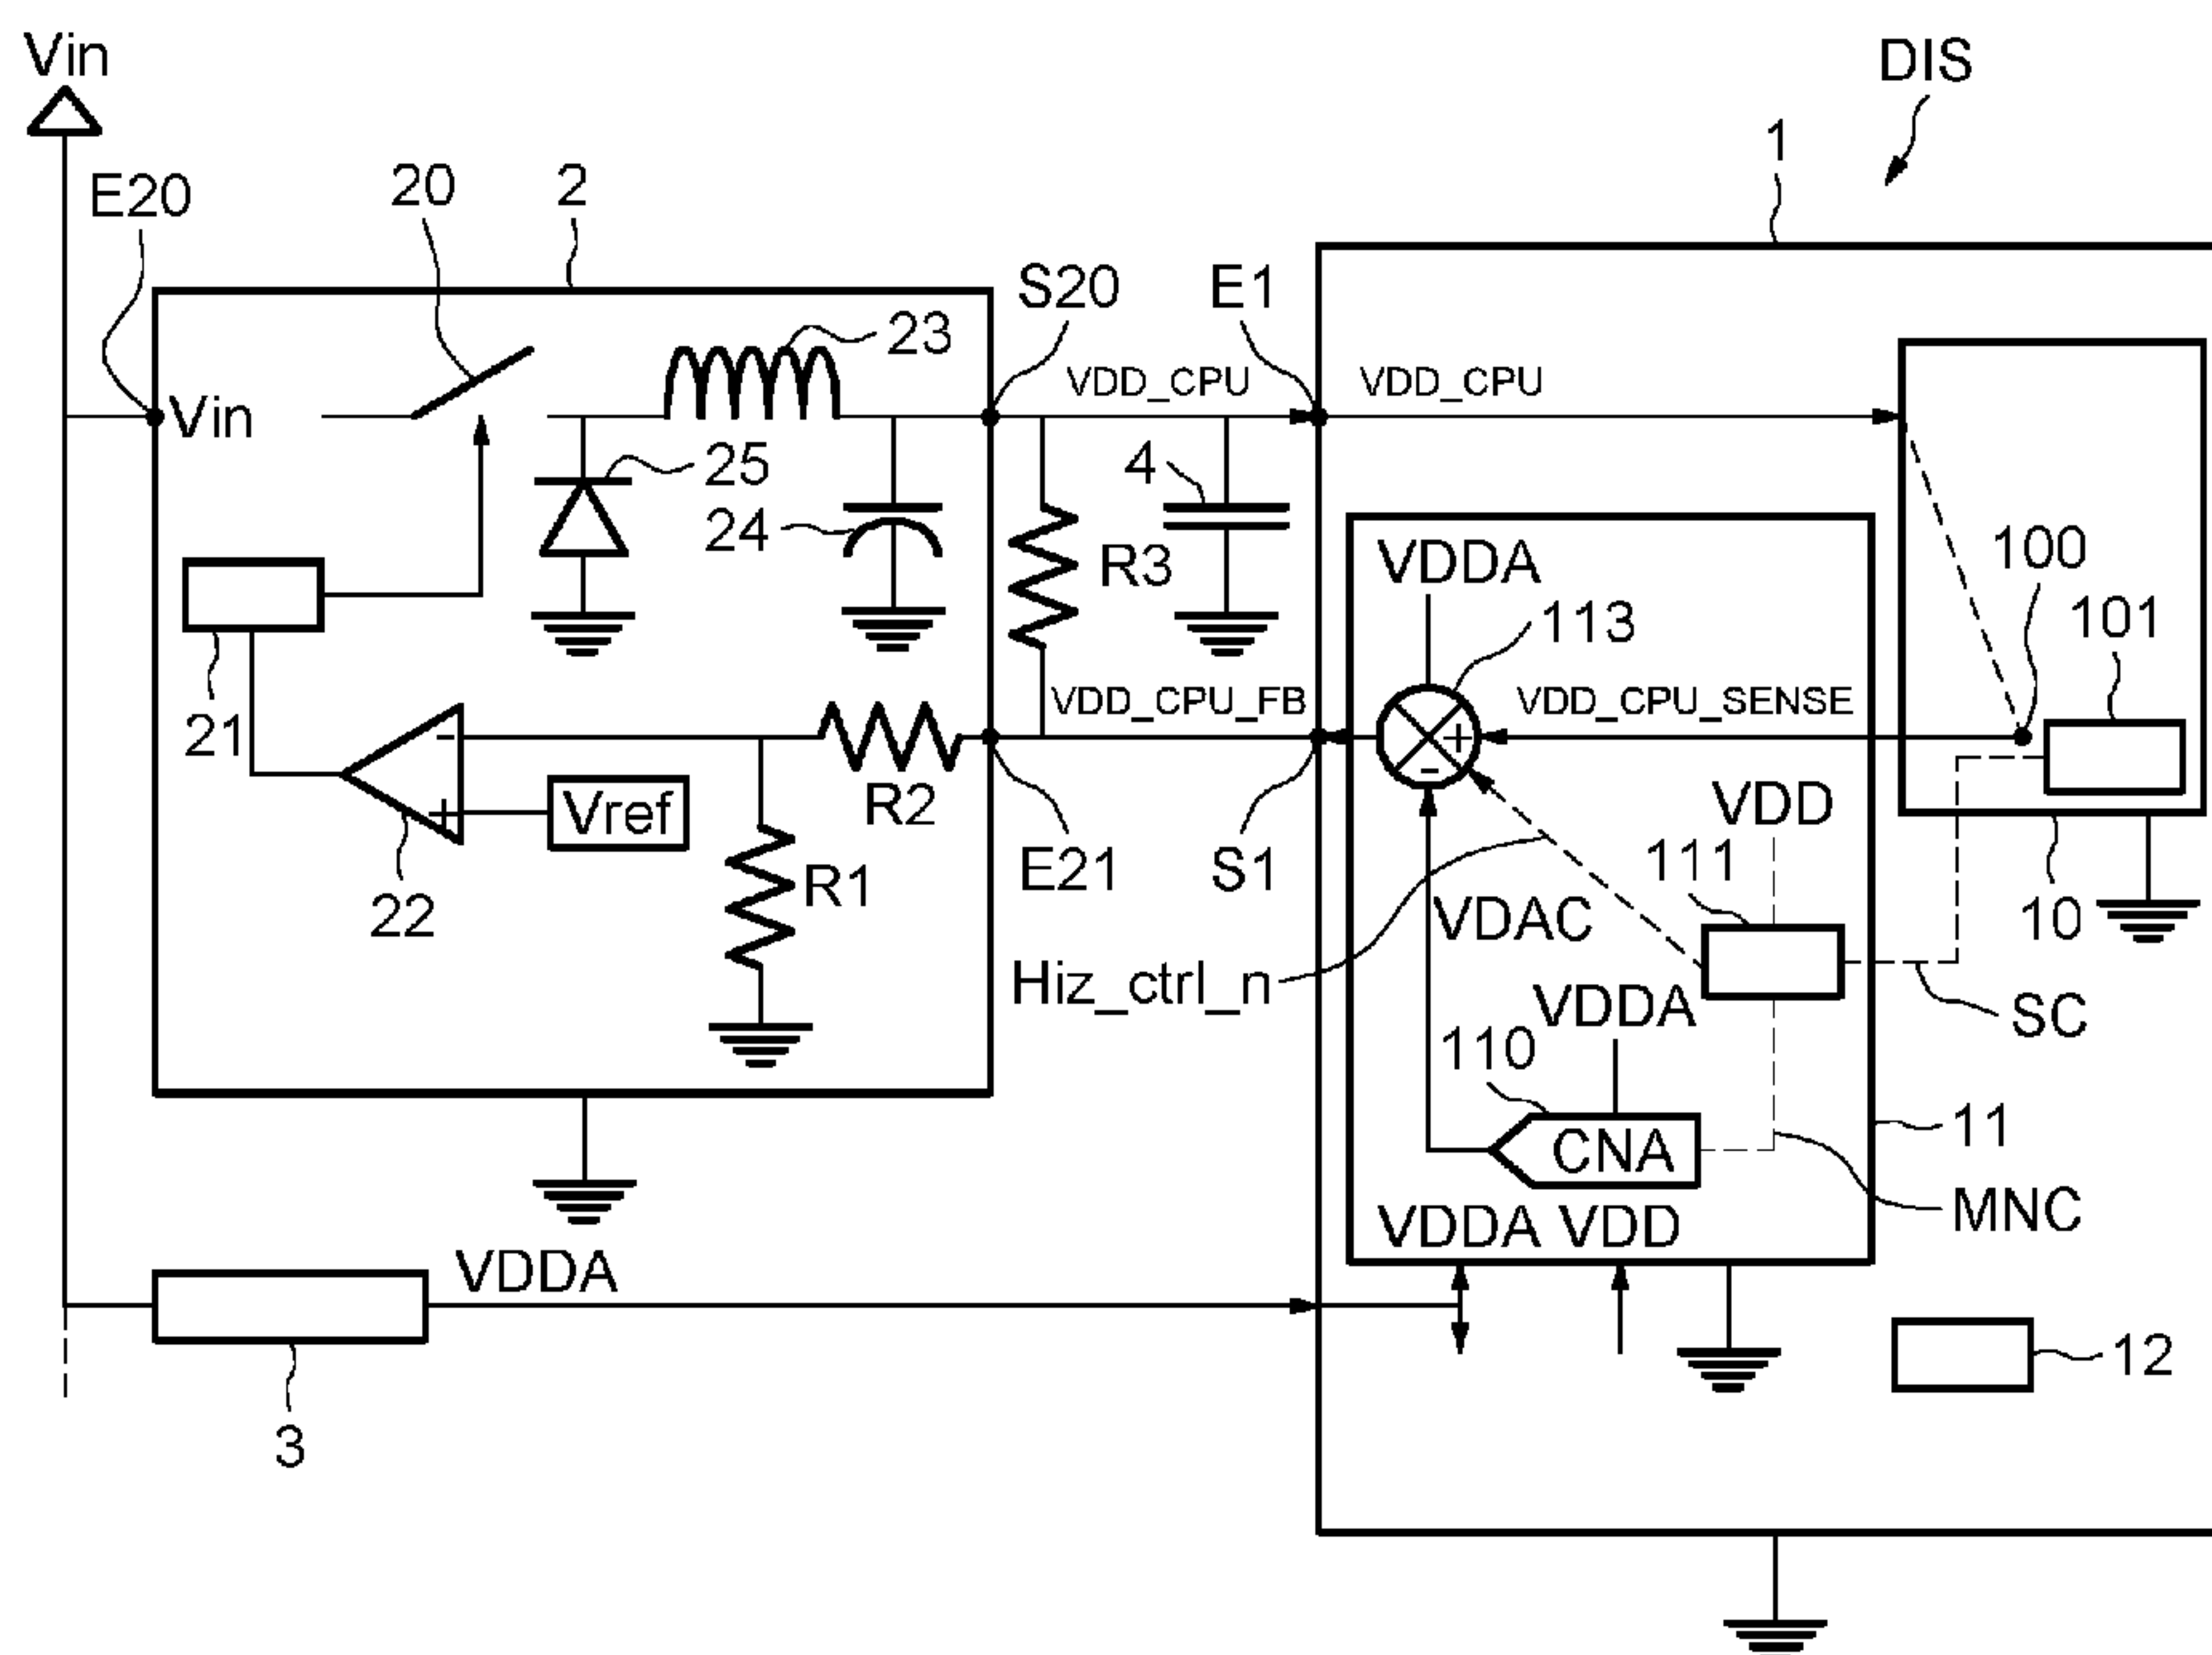 Vin
DIS
1
E20
20
2
S20
E1
23
VDD_CPU
VDD_CPU
Vin
25
4
24
R3
VDDA
100
113
101
21
VDD_CPU_FB
VDD_CPU_SENSE
-
+
-
Vref
+
R2
VDD
22
R1
E21
S1
111
VDAC
10
Hiz_ctrl_n
VDDA
SC
110
CNA
11
MNC
VDDA VDD
VDDA
12
3